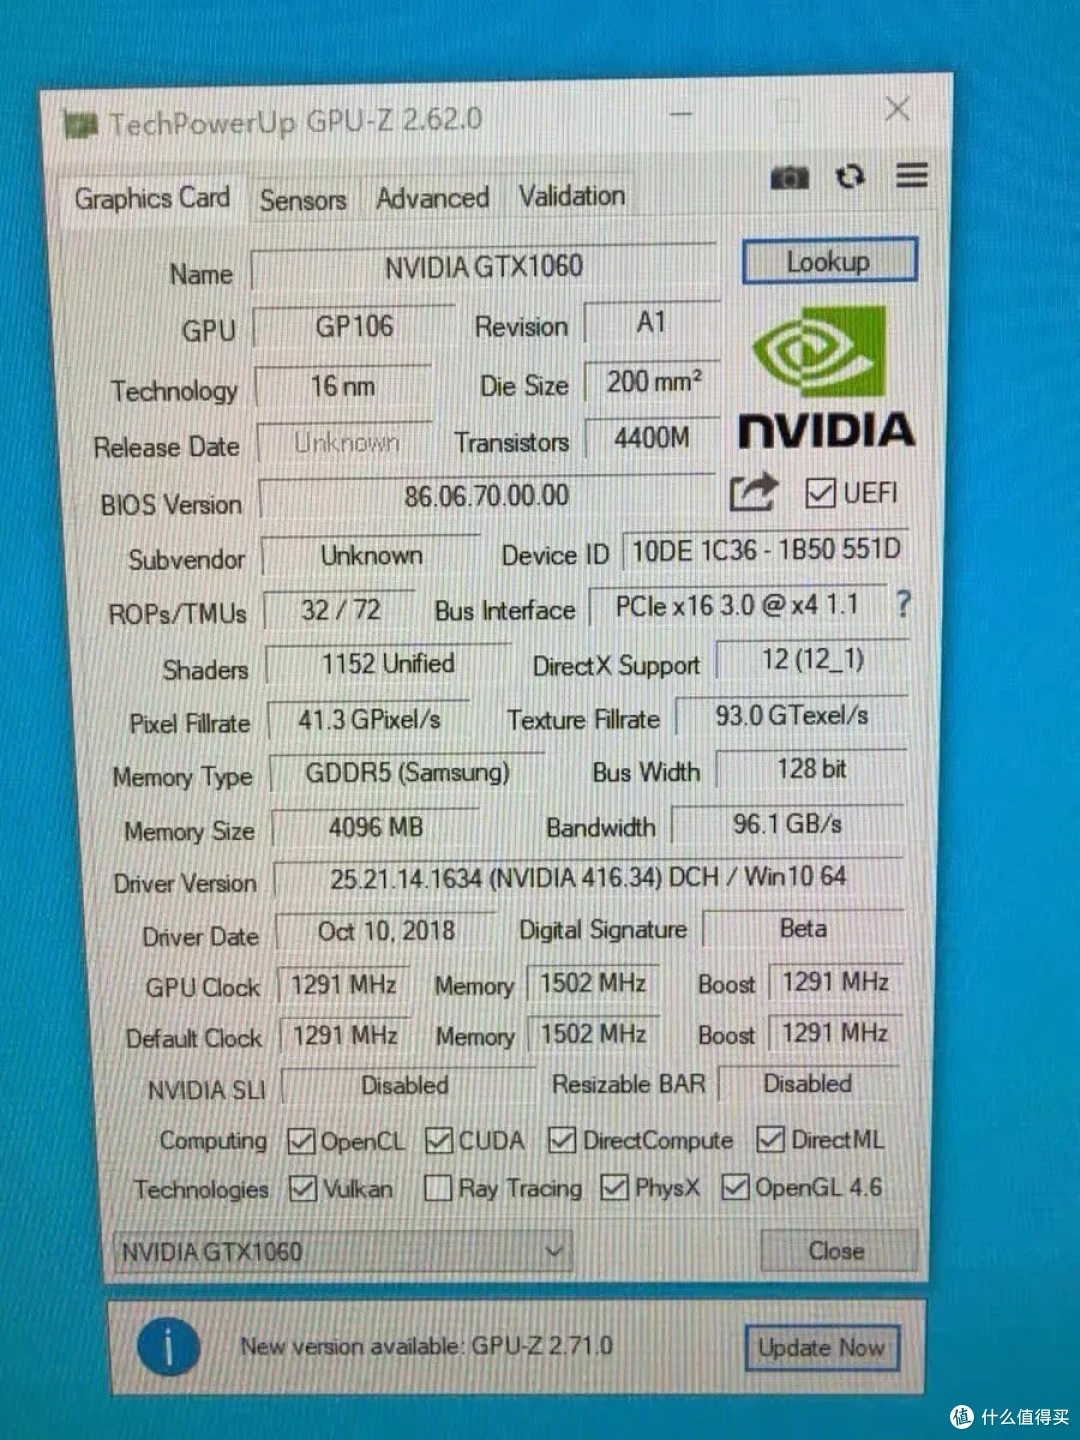 TechPowerUp GPU-Z 2.62.0
Graphics Card Sensors Advanced Validation
Name NVIDIA GTX1060 Lookup
GPU GP106 Revision A1
Technology 16 nm Die Size 200 mm²
Release Date Unknown Transistors 4400M
NVIDIA
BIOS Version 86.06.70.00.00 UEFI
Subvendor Unknown Device ID 10DE 1C36 - 1B50 551D
ROPs/TMUs 32 / 72 Bus Interface PCIe x16 3.0 @ x4 1.1 ?
Shaders 1152 Unified DirectX Support 12 (12_1)
Pixel Fillrate 41.3 GPixel/s Texture Fillrate 93.0 GTexel/s
Memory Type GDDR5 (Samsung) Bus Width 128 bit
Memory Size 4096 MB Bandwidth 96.1 GB/s
Driver Version 25.21.14.1634 (NVIDIA 416.34) DCH / Win10 64
Driver Date Oct 10, 2018 Digital Signature Beta
GPU Clock 1291 MHz Memory 1502 MHz Boost 1291 MHz
Default Clock 1291 MHz Memory 1502 MHz Boost 1291 MHz
NVIDIA SLI Disabled Resizable BAR Disabled
Computing OpenCL CUDA DirectCompute DirectML
Technologies Vulkan Ray Tracing PhysX OpenGL 4.6
NVIDIA GTX1060 Close
New version available: GPU-Z 2.71.0 Update Now
值 什么值得买